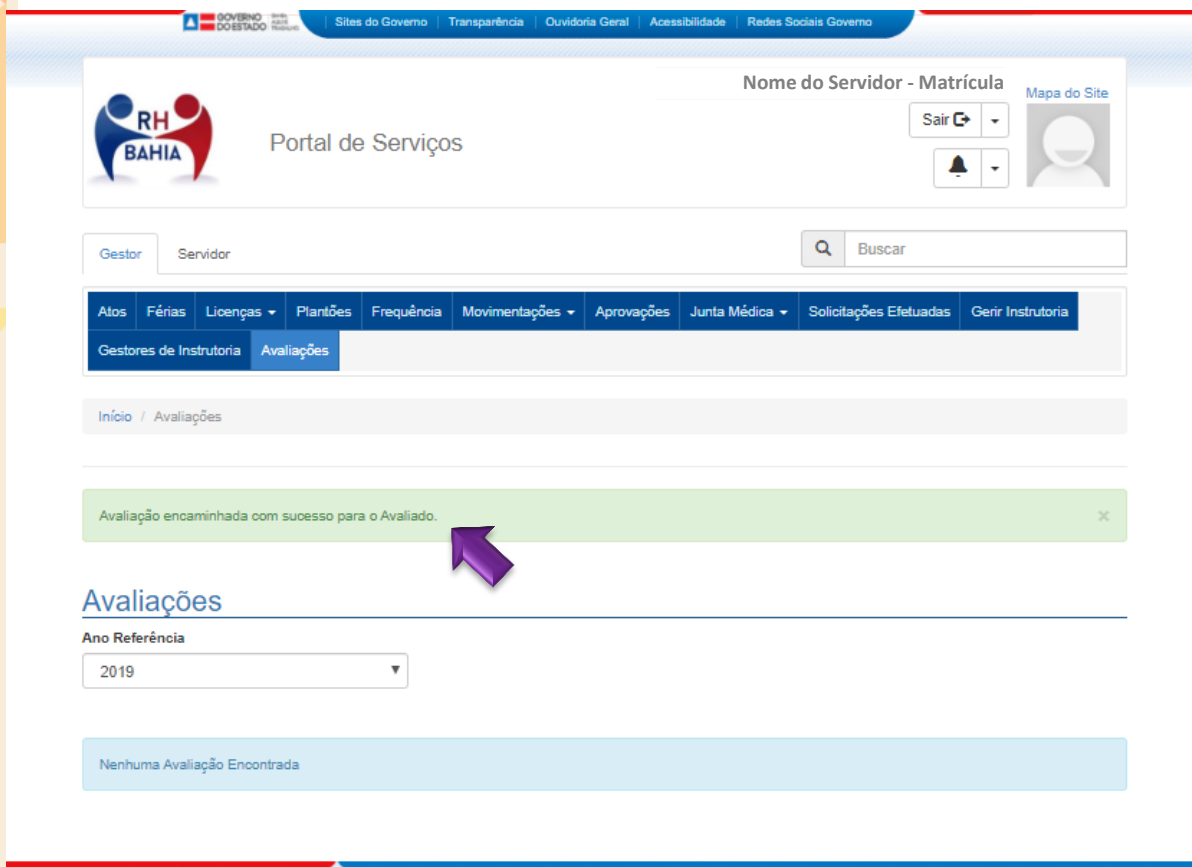 GOVERNO
DO ESTADO
Sites do Governo | Transparência | Ouvidoria Geral | Acessibilidade | Redes Sociais Governo
Nome do Servidor - Matrícula
Mapa do Site
RH
BAHIA
Portal de Serviços
Sair
Gestor Servidor
Buscar
Atos Férias Licenças Plantões Frequência Movimentações Aprovações Junta Médica Solicitações Efetuadas Gerir Instrutoria
Gestores de Instrutoria Avaliações
Início / Avaliações
Avaliação encaminhada com sucesso para o Avaliado. ×
Avaliações
Ano Referência
2019
Nenhuma Avaliação Encontrada